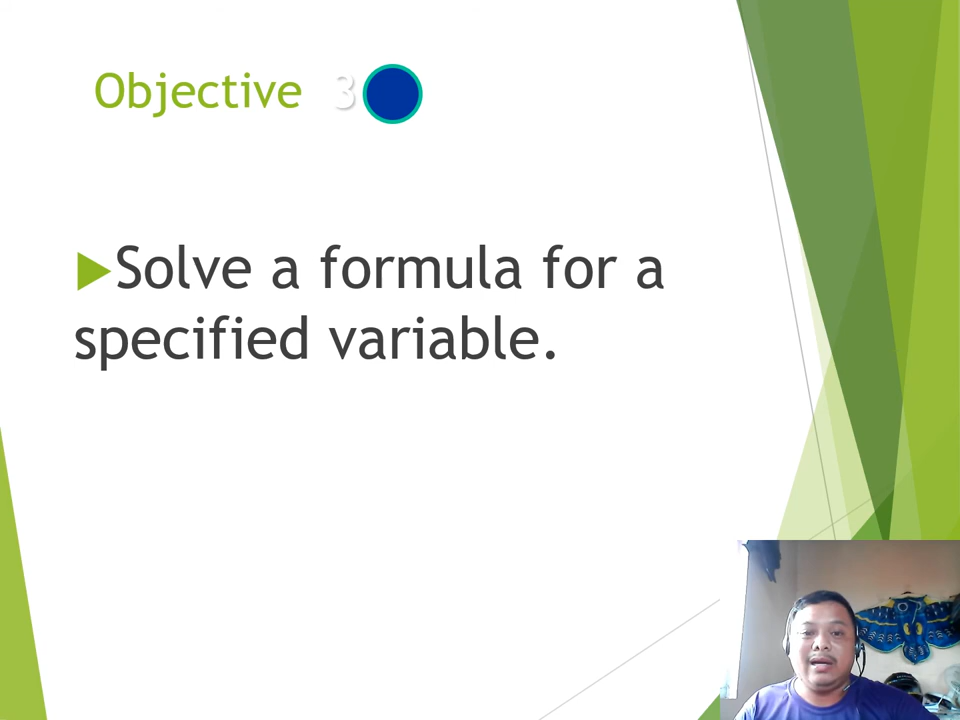 Objective 3
Solve a formula for a
specified variable.